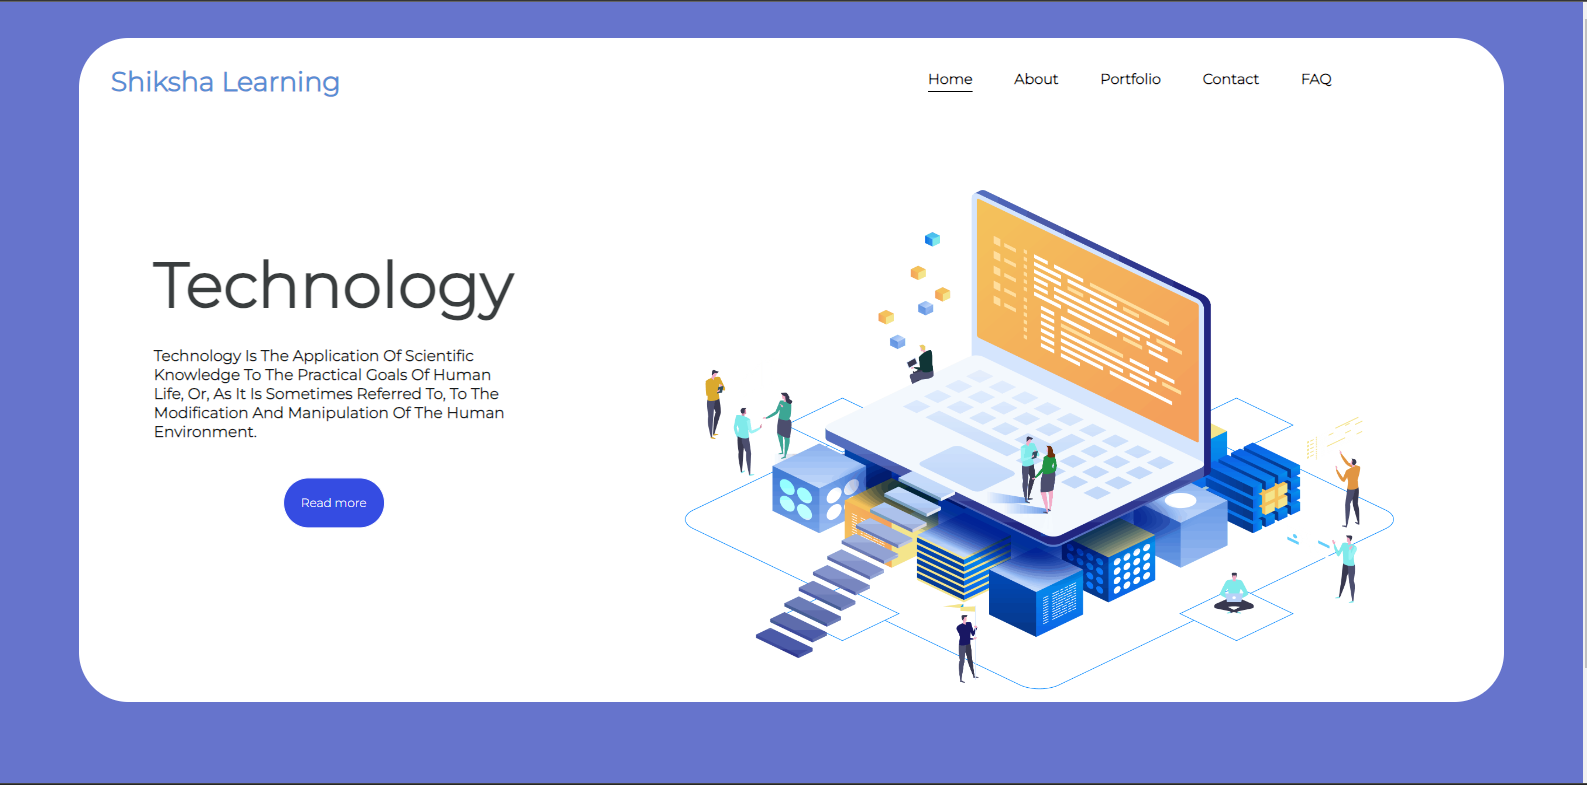 Shiksha Learning
Home About Portfolio Contact FAQ
Technology
Technology Is The Application Of Scientific
Knowledge To The Practical Goals Of Human
Life, Or, As It Is Sometimes Referred To, To The
Modification And Manipulation Of The Human
Environment.
Read more